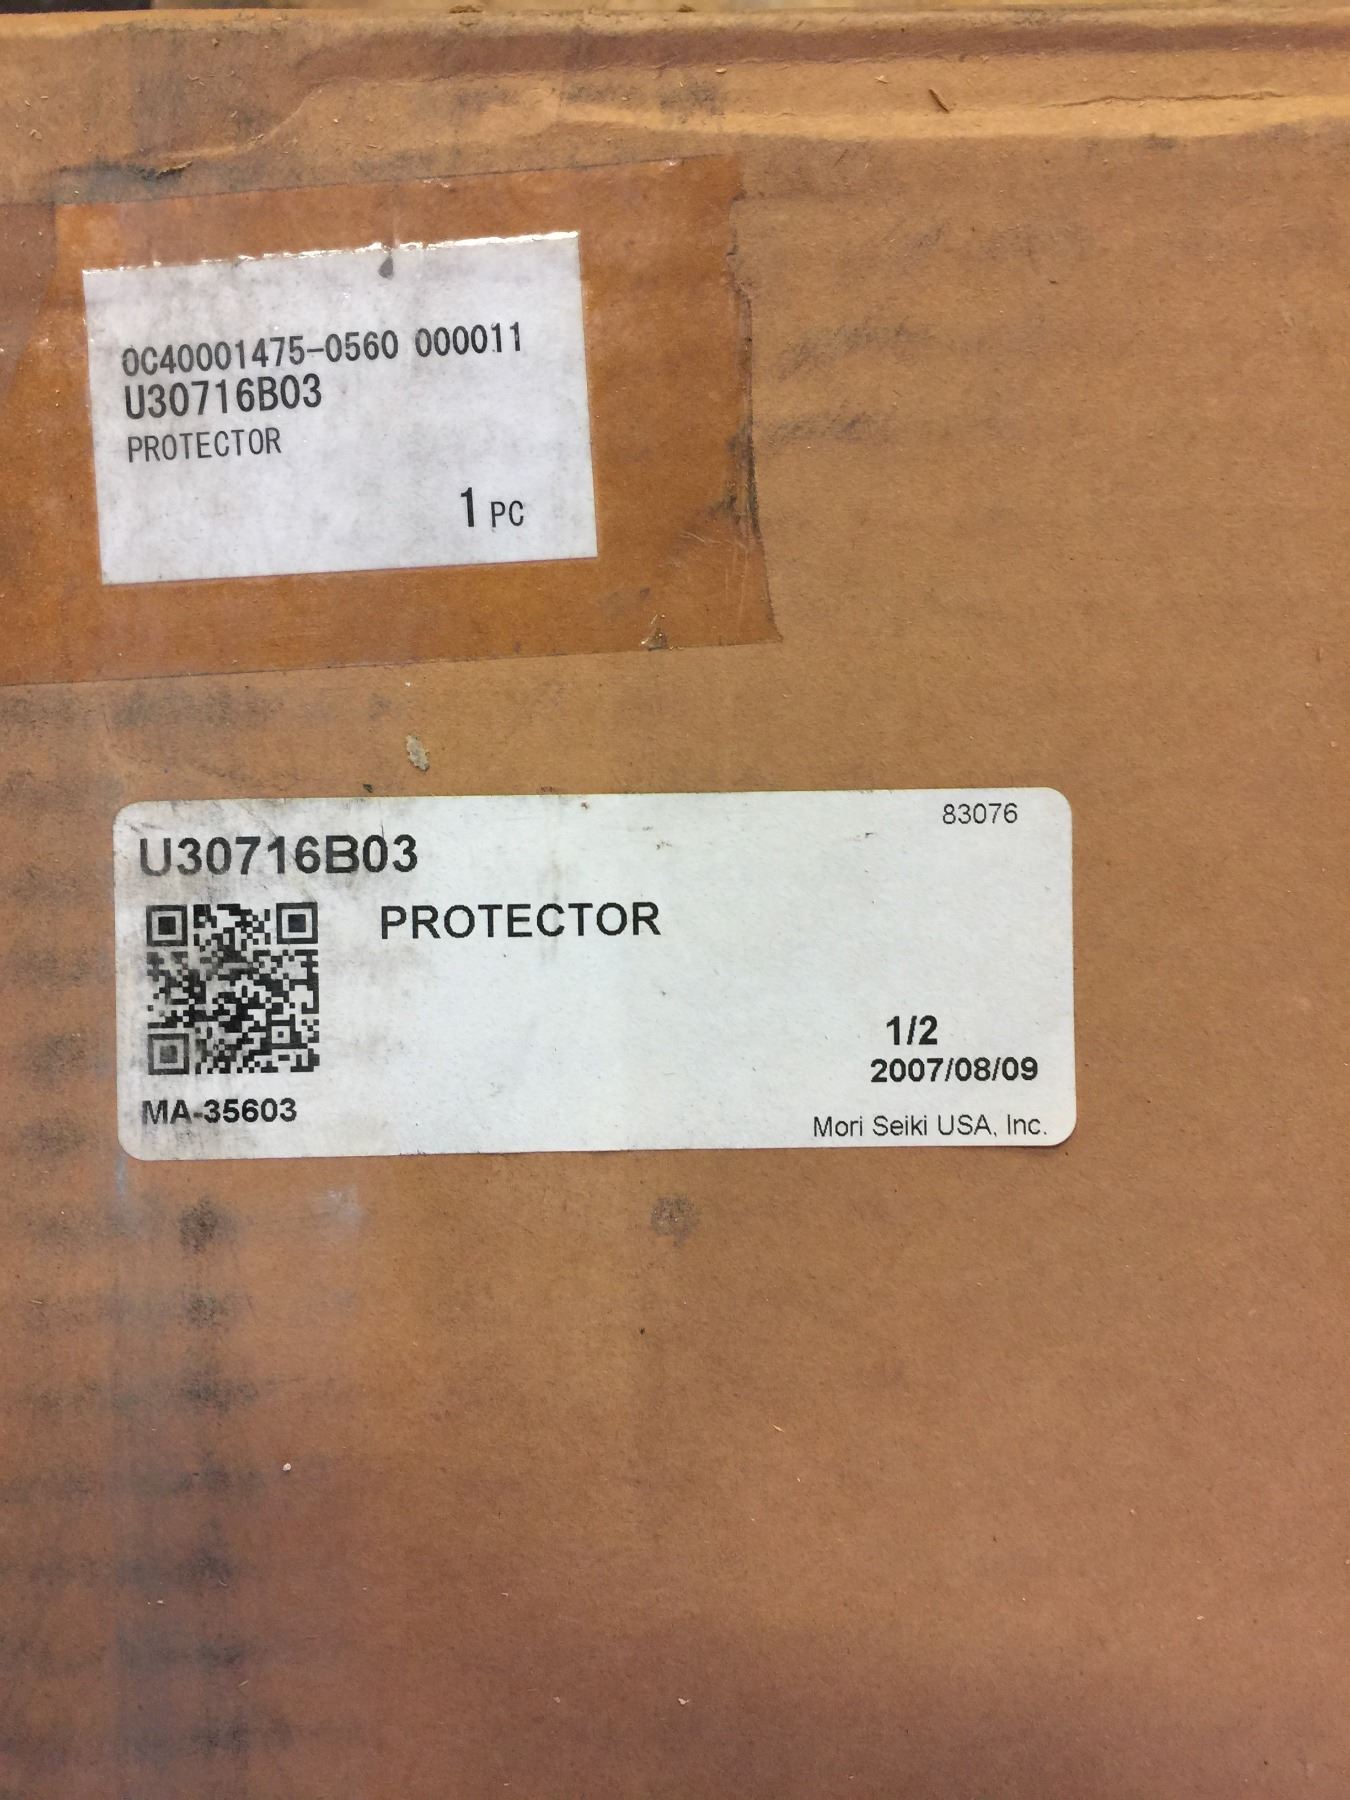 0C40001475-0560 000011
U30716B03
PROTECTOR
1 PC
83076
U30716B03
PROTECTOR
1/2
2007/08/09
MA-35603
Mori Seiki USA, Inc.